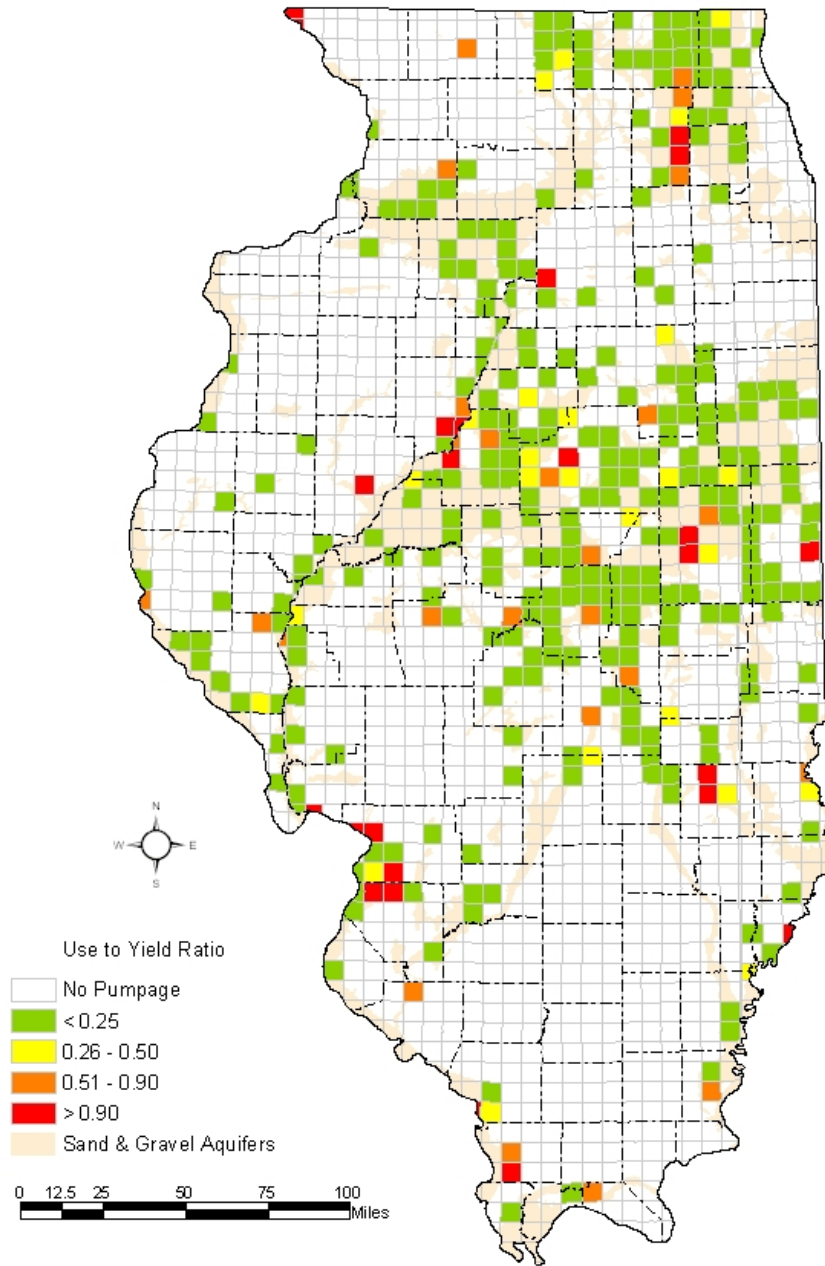 N
W E
S
Use to Yield Ratio
No Pumpage
< 0.25
0.26 - 0.50
0.51 - 0.90
> 0.90
Sand & Gravel Aquifers
0 12.5 25 50 75 100
Miles